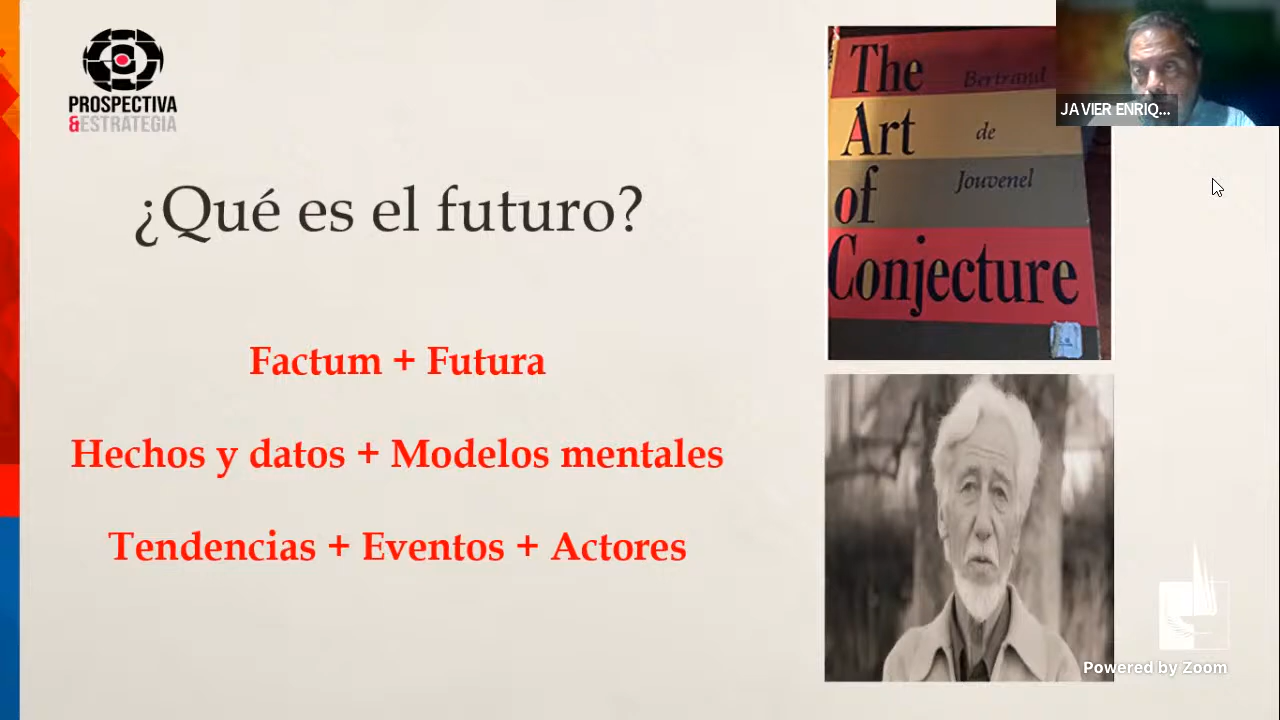 PROSPECTIVA
&ESTRATEGIA
¿Qué es el futuro?
Factum + Futura
Hechos y datos + Modelos mentales
Tendencias + Eventos + Actores
The
Bertrand
Art
de
of
Jouvenel
Conjecture
JAVIER ENRIQ...
Powered by Zoom